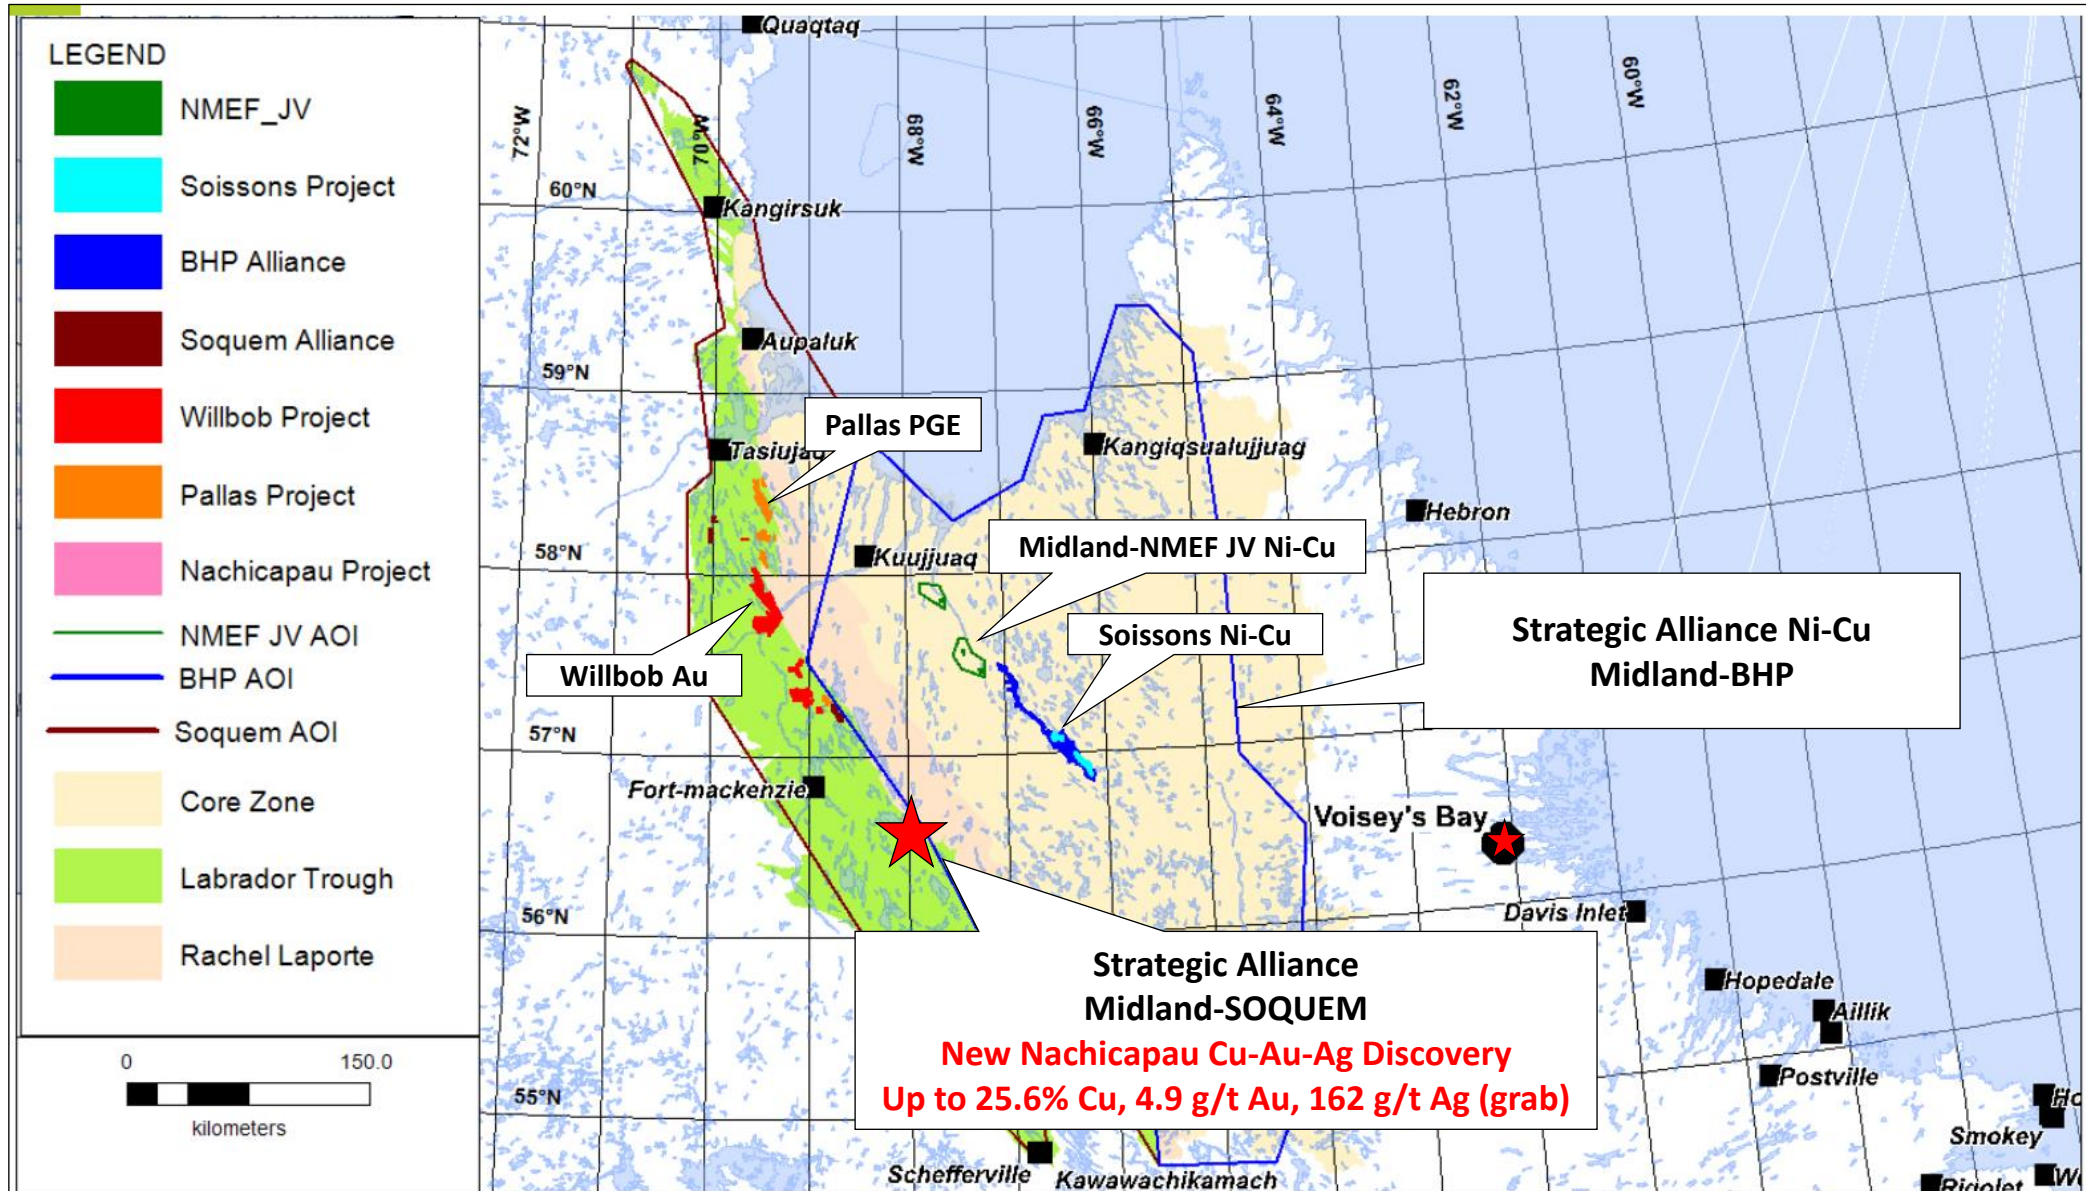 LEGEND
NMEF_JV
Soissons Project
BHP Alliance
Soquem Alliance
Willbob Project
Pallas Project
Nachicapau Project
NMEF JV AOI
BHP AOI
Soquem AOI
Core Zone
Labrador Trough
Rachel Laporte
0 150.0
kilometers
Quaqtaq
72°W
70°W
68°W
66°W
64°W
62°W
60°W
60°N
Kangirsuk
Aupaluk
59°N
Pallas PGE
Tasiujaq
Kangiqsualujjuaq
Hebron
58°N
Kuujjuaq
Midland-NMEF JV Ni-Cu
Soissons Ni-Cu
Strategic Alliance Ni-Cu
Midland-BHP
Willbob Au
57°N
Fort-mackenzie
Voisey's Bay
56°N
Davis Inlet
Strategic Alliance
Midland-SOQUEM
New Nachicapau Cu-Au-Ag Discovery
Up to 25.6% Cu, 4.9 g/t Au, 162 g/t Ag (grab)
Hopedale
Aillik
Postville
55°N
Ho
Smokey
Schefferville
Kawawachikamach
Rigolet